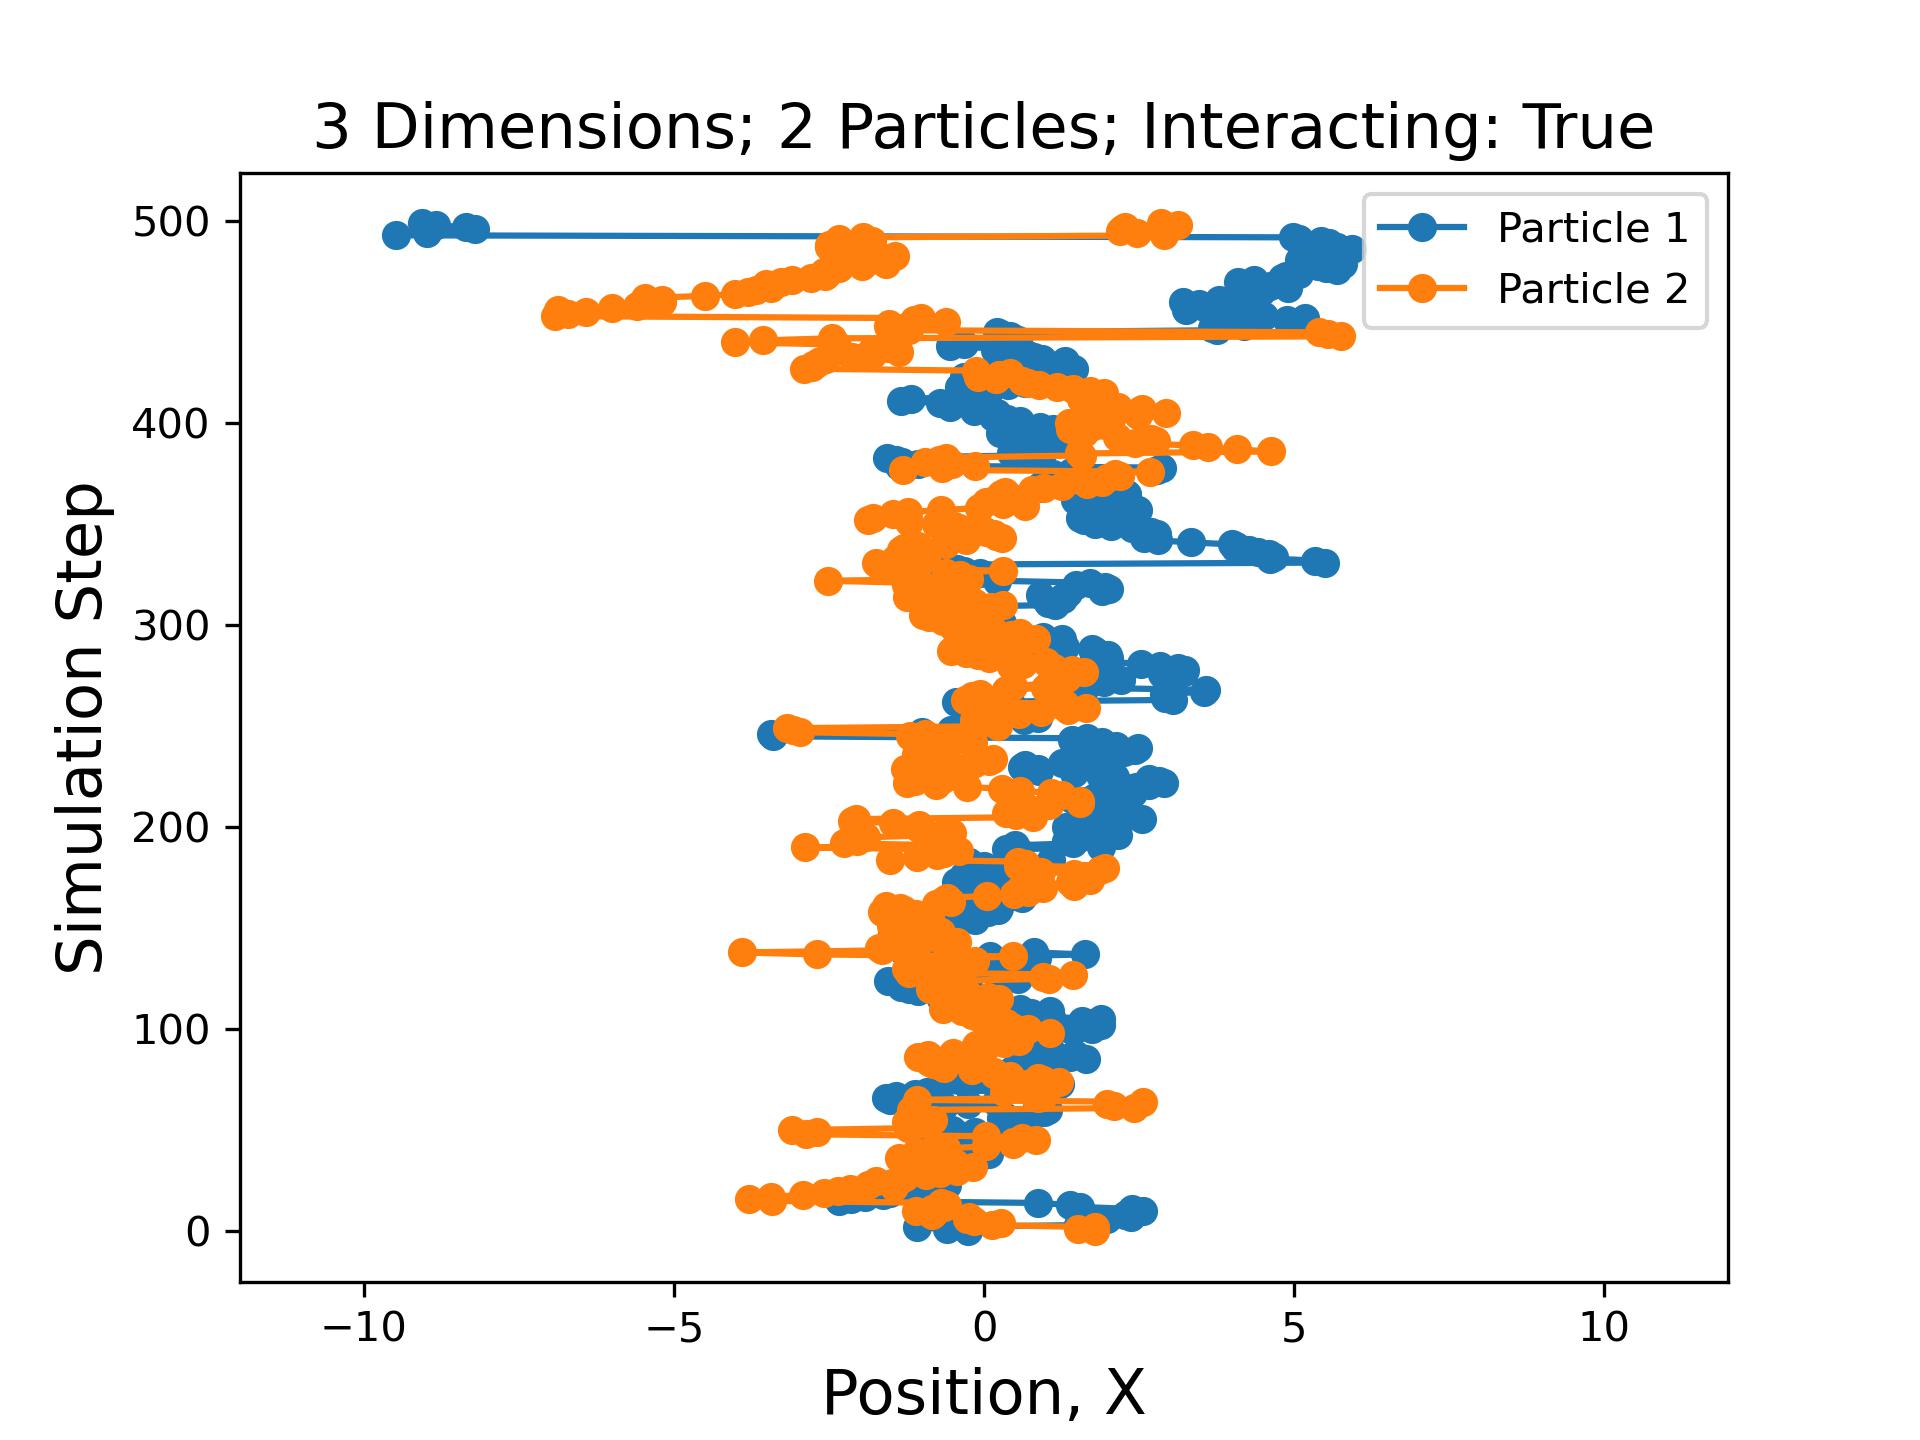 3 Dimensions; 2 Particles; Interacting: True
Particle 1
Particle 2
Simulation Step
500
400
300
200
100
0
−10 −5 0 5 10
Position, X